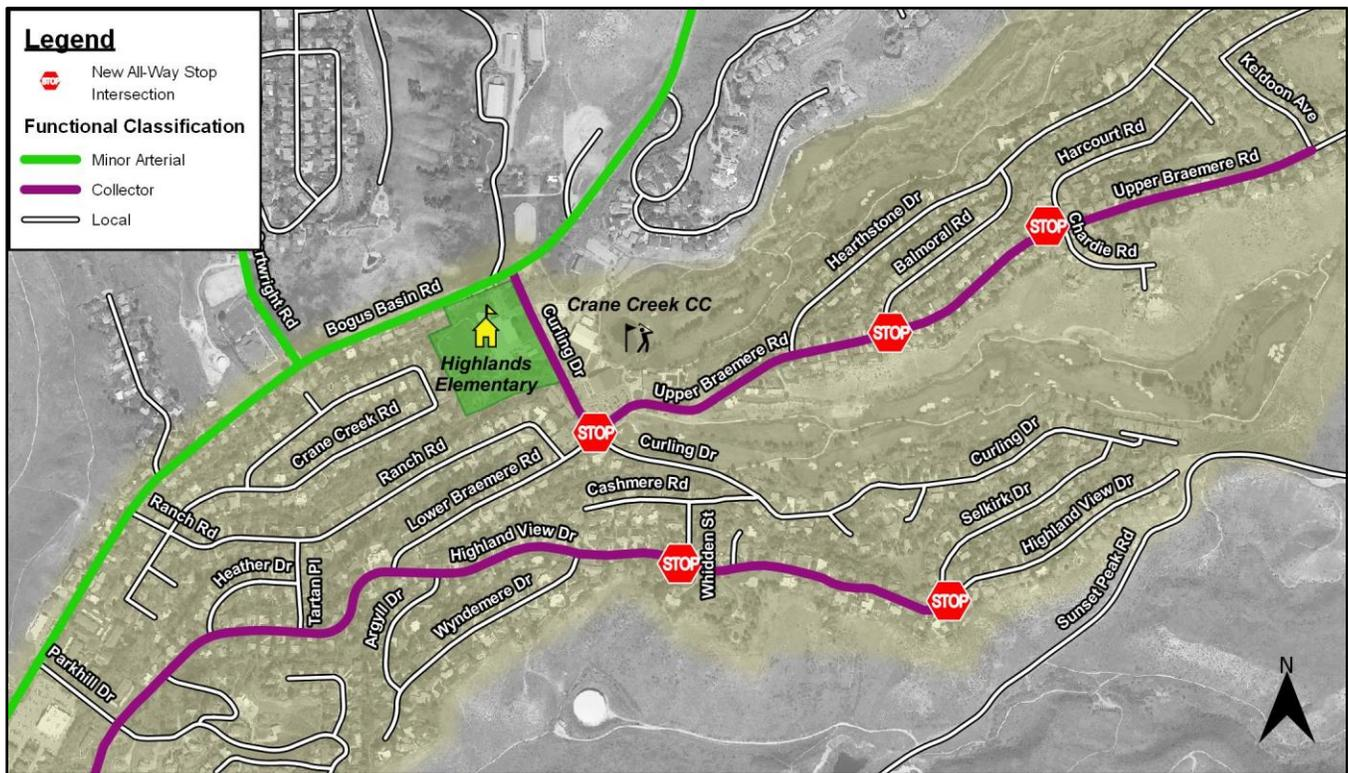 Legend
STOP
New All-Way Stop
Intersection
Functional Classification
Minor Arterial
Collector
Local
Keldoon Ave
Harcourt Rd
Upper Braemere Rd
Hearthstone Dr
Balmoral Rd
STOP
Chardie Rd
rtwright Rd
Bogus Basin Rd
Curling Dr
Crane Creek CC
Highlands
Elementary
STOP
Upper Braemere Rd
STOP
Crane Creek Rd
Ranch Rd
Lower Braemere Rd
Curling Dr
Curling Dr
Cashmere Rd
Selkirk Dr
Highland View Dr
Ranch Rd
Highland View Dr
STOP
Whidden St
Heather Dr
Tartan Pl
Argyll Dr
Wyndemere Dr
STOP
Sunset Peak Rd
Parkhill Dr
N